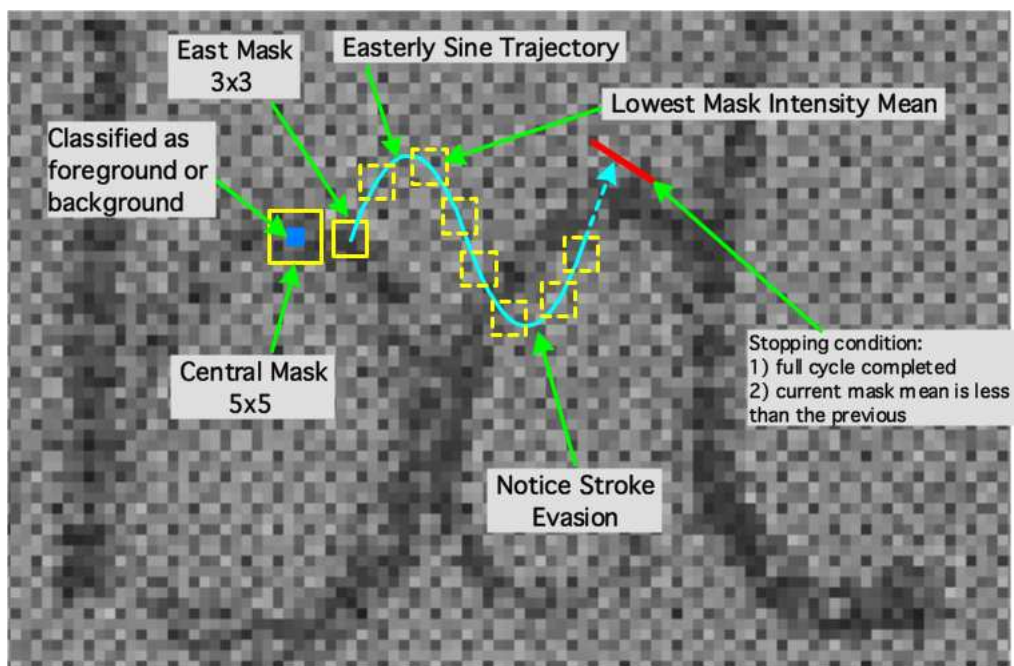 East Mask
3x3
Easterly Sine Trajectory
Lowest Mask Intensity Mean
Classified as
foreground or
background
Central Mask
5x5
Stopping condition:
1) full cycle completed
2) current mask mean is less
than the previous
Notice Stroke
Evasion